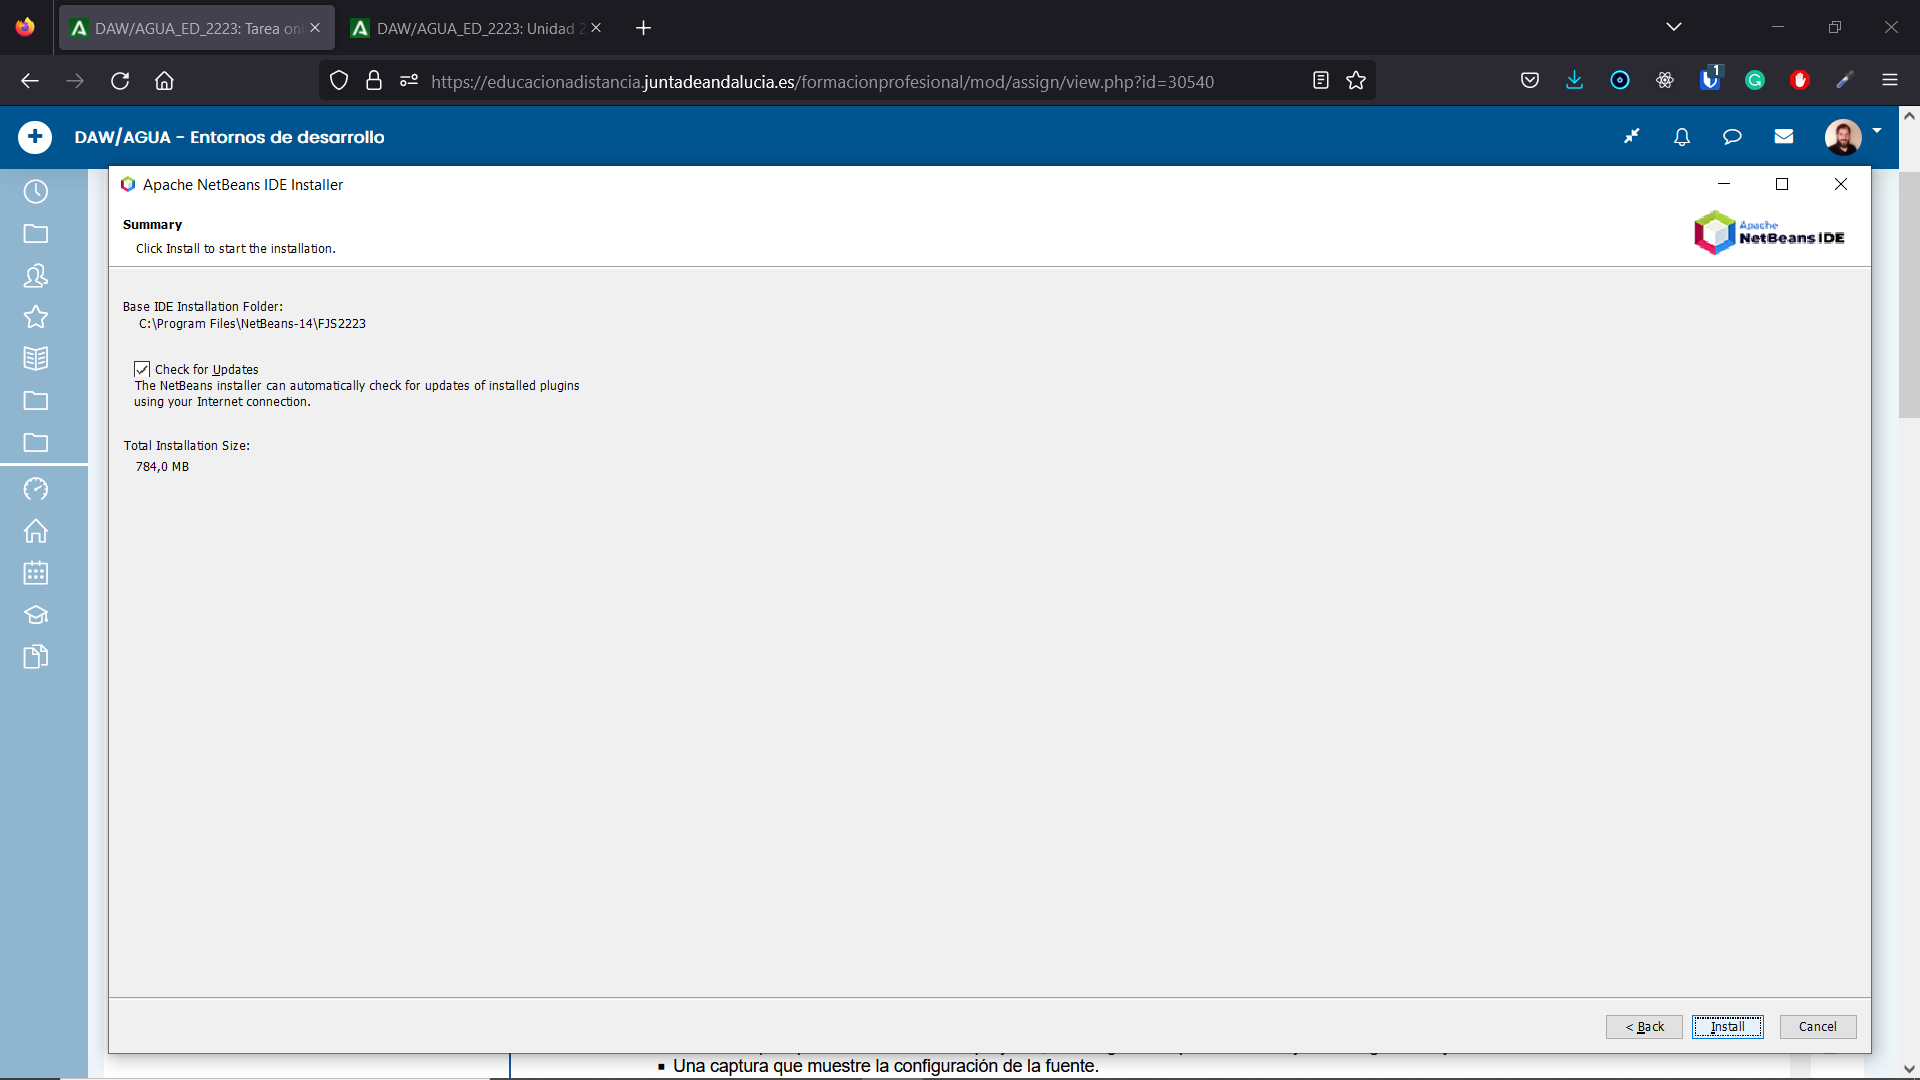 DAW/AGUA_ED_2223: Tarea onl
DAW/AGUA_ED_2223: Unidad 2
https://educacionadistancia.juntadeandalucia.es/formacionprofesional/mod/assign/view.php?id=30540
1
DAW/AGUA - Entornos de desarrollo
Apache NetBeans IDE Installer
Summary
Click Install to start the installation.
Apache
NetBeans IDE
Base IDE Installation Folder:
C:\Program Files\NetBeans-14\FJS2223
Check for Updates
The NetBeans installer can automatically check for updates of installed plugins
using your Internet connection.
Total Installation Size:
784,0 MB
< Back
Install
Cancel
▪ Una captura que muestre la configuración de la fuente.